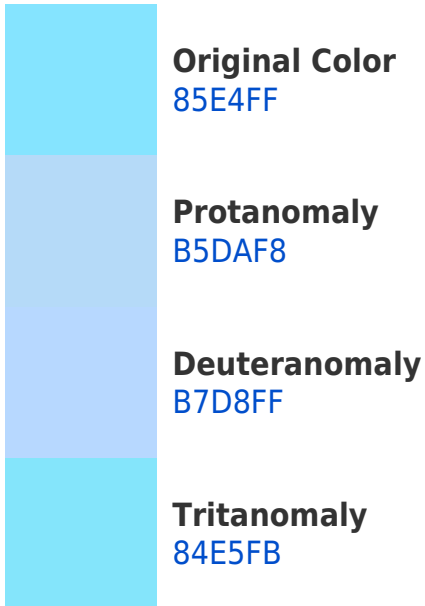 Original Color
85E4FF
Protanomaly
B5DAF8
Deuteranomaly
B7D8FF
Tritanomaly
84E5FB